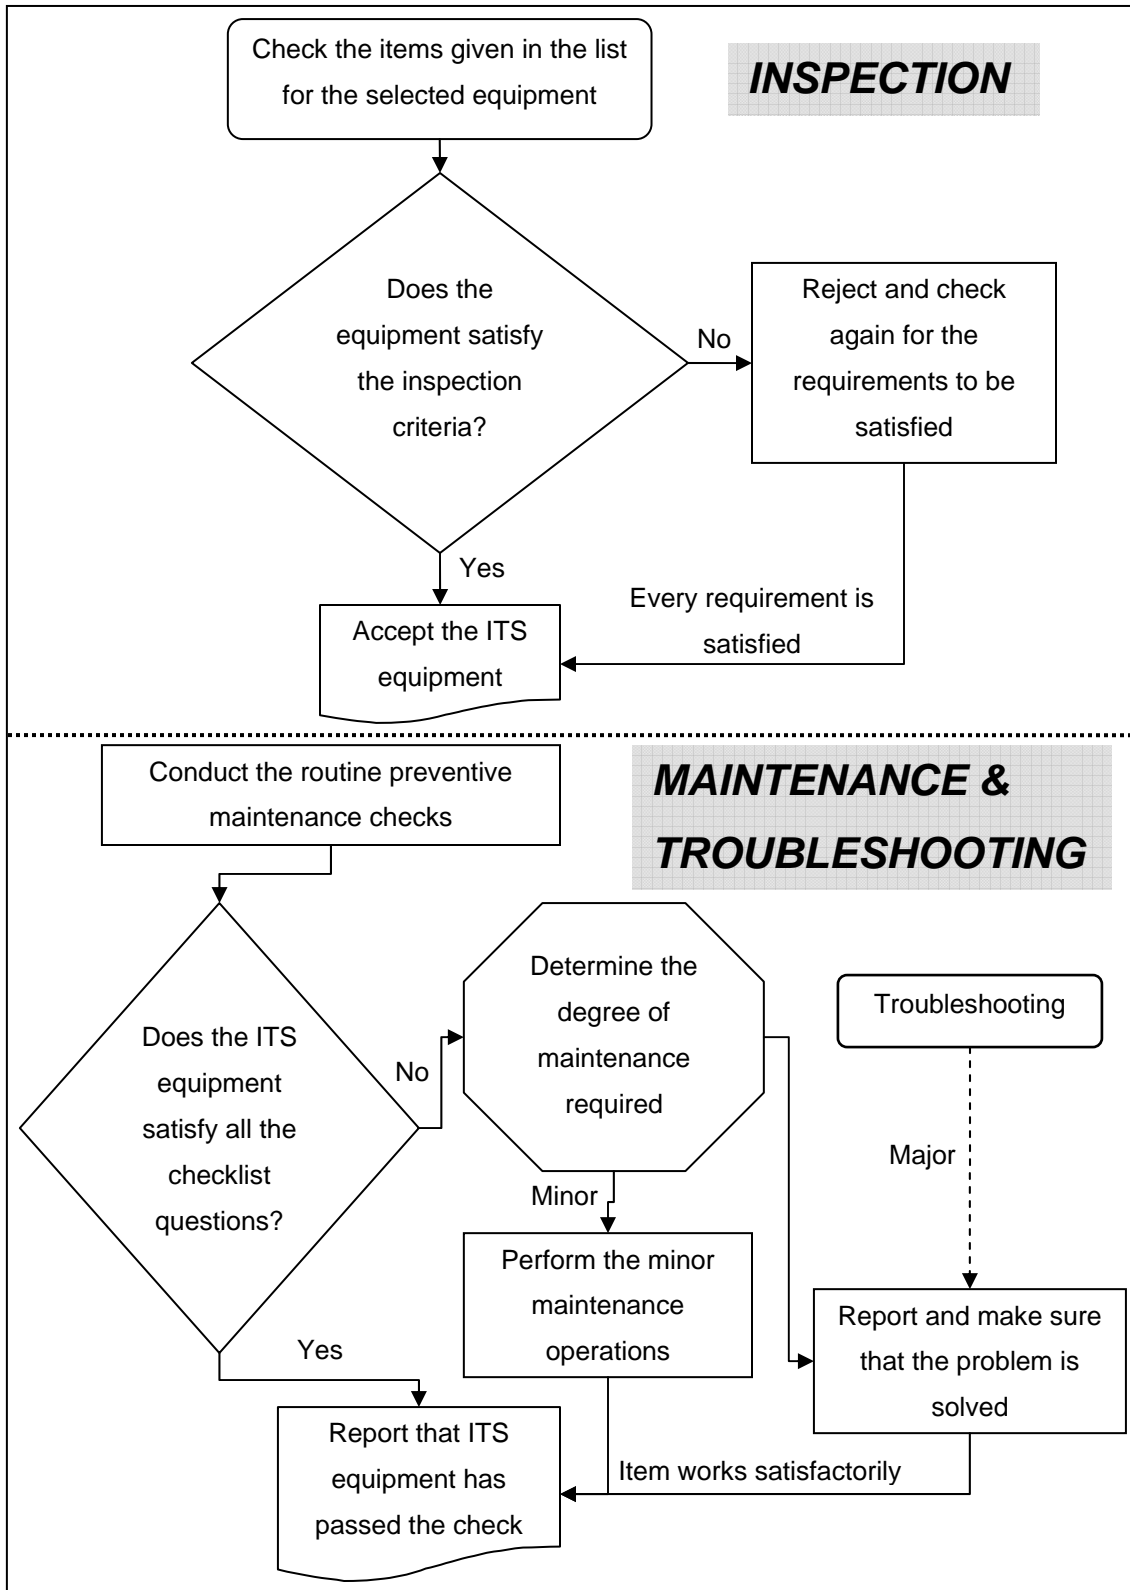 Check the items given in the list
for the selected equipment
INSPECTION
Does the
equipment satisfy
the inspection
criteria?
No
Reject and check
again for the
requirements to be
satisfied
Yes
Every requirement is
satisfied
Accept the ITS
equipment
Conduct the routine preventive
maintenance checks
MAINTENANCE &
TROUBLESHOOTING
Does the ITS
equipment
satisfy all the
checklist
questions?
No
Determine the
degree of
maintenance
required
Troubleshooting
Major
Minor
Perform the minor
maintenance
operations
Report and make sure
that the problem is
solved
Yes
Report that ITS
equipment has
passed the check
Item works satisfactorily